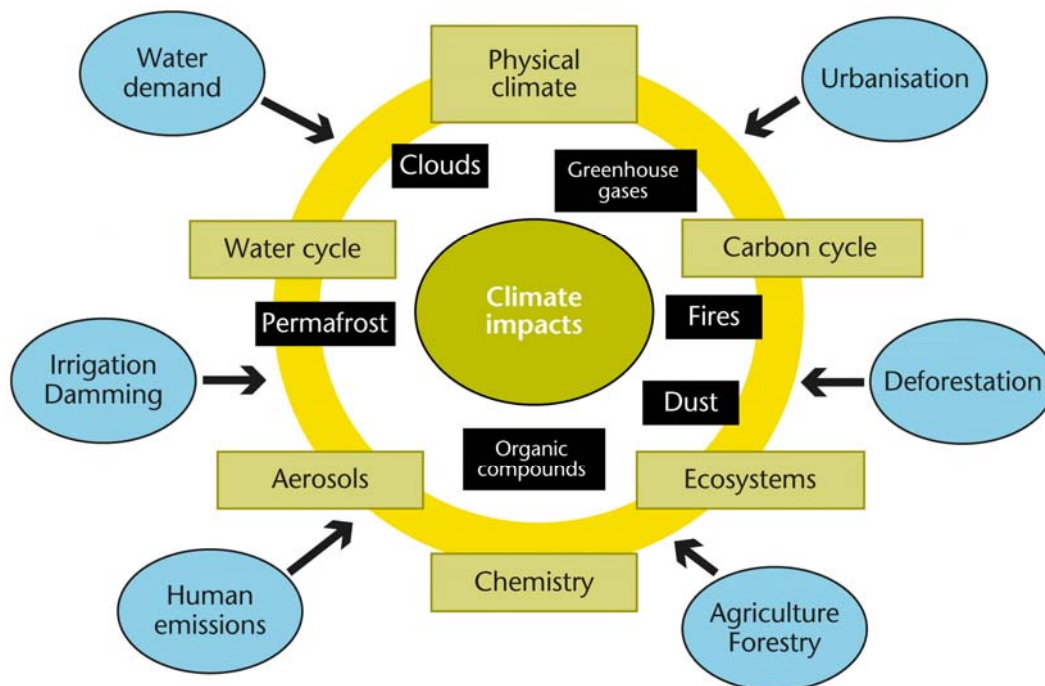 Water
demand
Physical
climate
Urbanisation
Clouds
Greenhouse
gases
Water cycle
Carbon cycle
Climate
impacts
Permafrost
Fires
Irrigation
Damming
Deforestation
Dust
Organic
compounds
Aerosols
Ecosystems
Chemistry
Human
emissions
Agriculture
Forestry